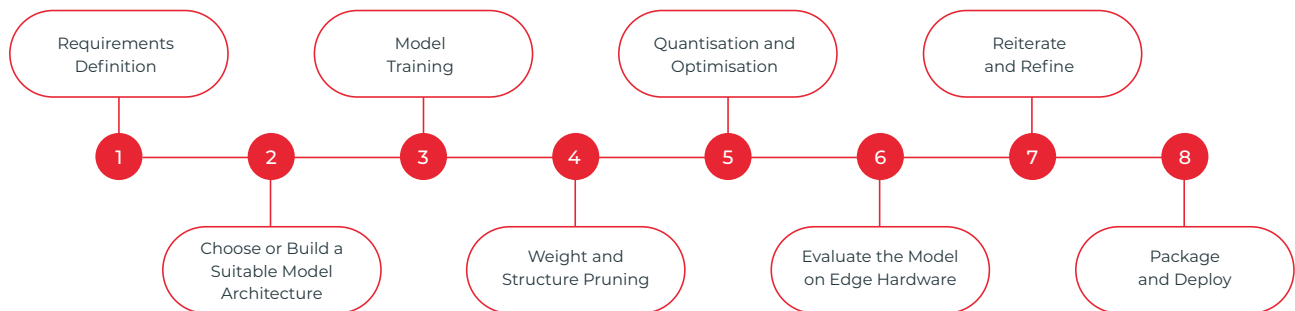 Requirements
Definition
Model
Training
Quantisation and
Optimisation
Reiterate
and Refine
1
2
3
4
5
6
7
8
Choose or Build a
Suitable Model
Architecture
Weight and
Structure Pruning
Evaluate the Model
on Edge Hardware
Package
and Deploy